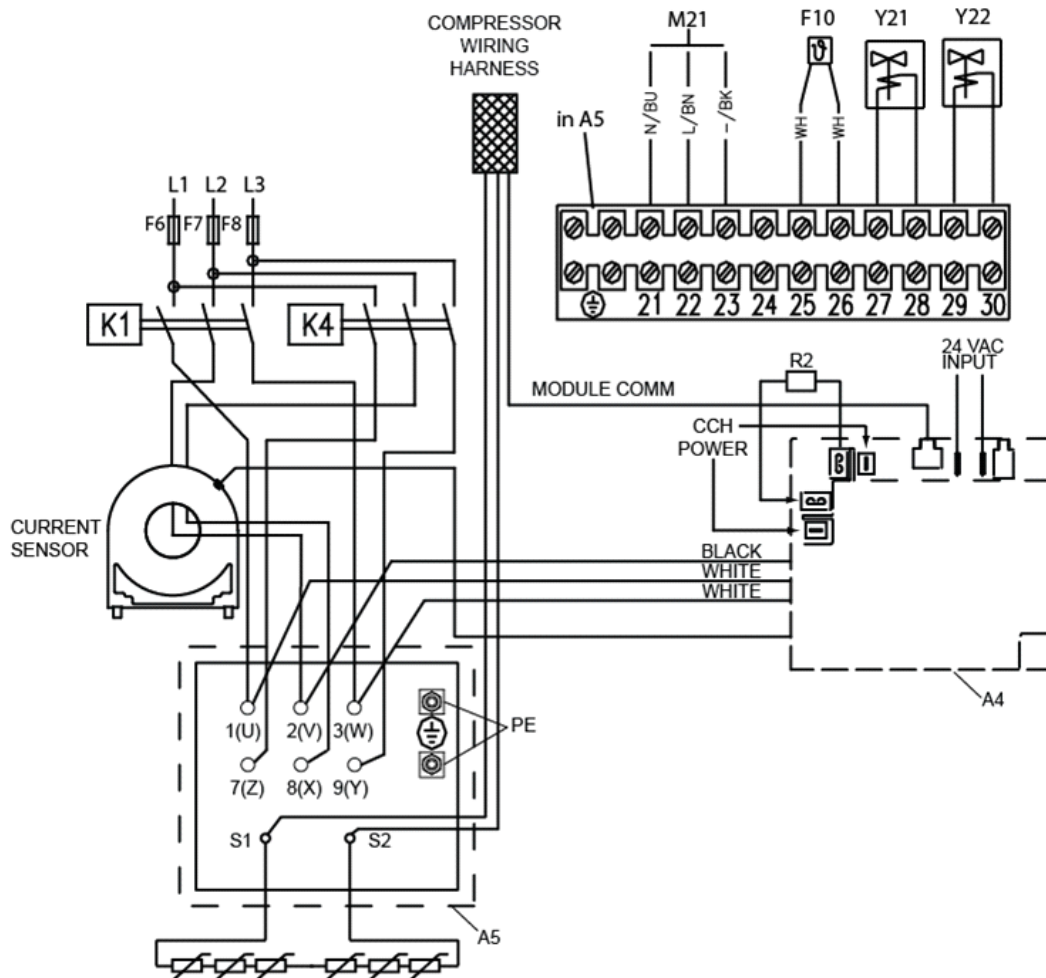 COMPRESSOR
WIRING
HARNESS
M21
F10
Y21
Y22
ϑ
N/BU
L/BN
–/BK
WH
WH
in A5
L1 L2 L3
F6 F7 F8
K1
K4
21 22 23 24 25 26 27 28 29 30
24 VAC
INPUT
R2
MODULE COMM
CCH
POWER
CURRENT
SENSOR
BLACK
WHITE
WHITE
A4
1(U) 2(V) 3(W)
PE
7(Z) 8(X) 9(Y)
S1
S2
A5